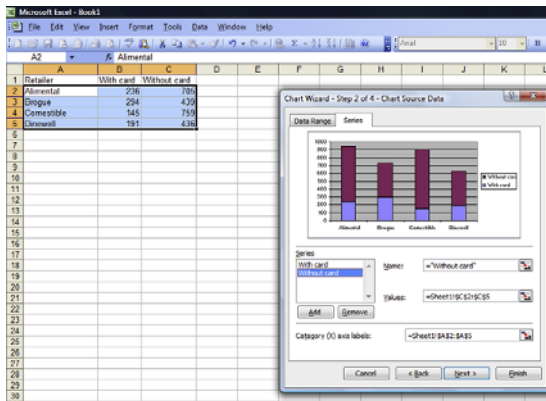 Microsoft Excel - Book1
File Edit View Insert Format Tools Data Window Help
Arial 10 B
A2 fx Alimental
A B C D E F G H I J K L
1 Retailer With card Without card
2 Alimental 236 705
3 Brogue 294 439
4 Comestible 145 759
5 Dinewell 191 436
6
7
8
9
10
11
12
13
14
15
16
17
18
19
20
21
22
23
24
25
26
27
28
29
30
Chart Wizard - Step 2 of 4 - Chart Source Data
Data Range Series
1000
900
800
700
600
500
400
300
200
100
0
Alimental Brogue Comestible Dinewell
Without card
With card
Series
With card
Without card
Name: ="Without card"
Values: =Sheet1!$C$2:$C$5
Add Remove
Category (X) axis labels: =Sheet1!$A$2:$A$5
Cancel < Back Next > Finish